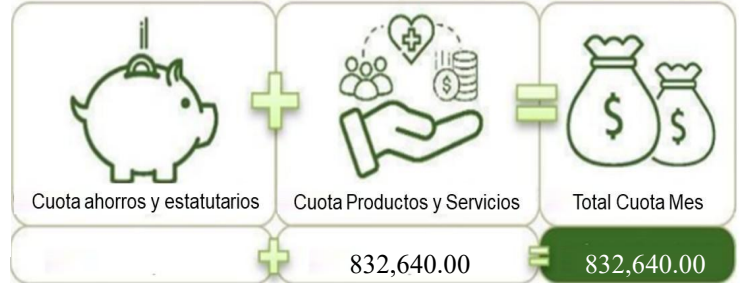 $
$ $
Cuota ahorros y estatutarios Cuota Productos y Servicios Total Cuota Mes
832,640.00 832,640.00